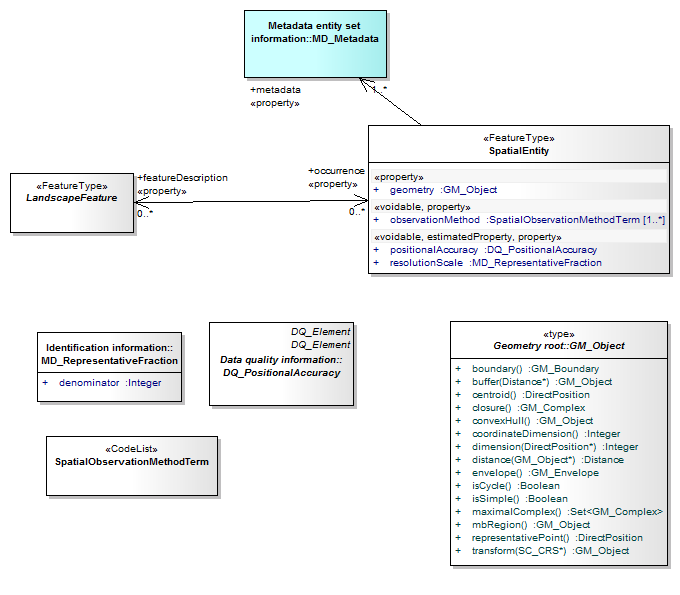 Metadata entity set
information::MD_Metadata
+metadata
1..*
«property»
«FeatureType»
SpatialEntity
«property»
+ geometry :GM_Object
«voidable, property»
+ observationMethod :SpatialObservationMethodTerm [1..*]
«voidable, estimatedProperty, property»
+ positionalAccuracy :DQ_PositionalAccuracy
+ resolutionScale :MD_RepresentativeFraction
+occurrence
«property»
0..*
+featureDescription
«property»
0..*
«FeatureType»
LandscapeFeature
Identification information::
MD_RepresentativeFraction
+ denominator :Integer
DQ_Element
DQ_Element
Data quality information::
DQ_PositionalAccuracy
«type»
Geometry root::GM_Object
+ boundary() :GM_Boundary
+ buffer(Distance*) :GM_Object
+ centroid() :DirectPosition
+ closure() :GM_Complex
+ convexHull() :GM_Object
+ coordinateDimension() :Integer
+ dimension(DirectPosition*) :Integer
+ distance(GM_Object*) :Distance
+ envelope() :GM_Envelope
+ isCycle() :Boolean
+ isSimple() :Boolean
+ maximalComplex() :Set<GM_Complex>
+ mbRegion() :GM_Object
+ representativePoint() :DirectPosition
+ transform(SC_CRS*) :GM_Object
«CodeList»
SpatialObservationMethodTerm